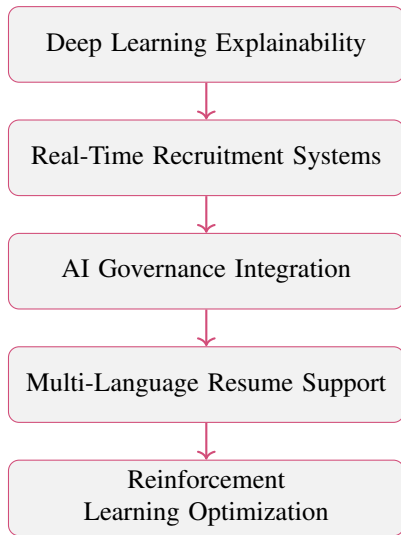 Deep Learning Explainability
Real-Time Recruitment Systems
AI Governance Integration
Multi-Language Resume Support
Reinforcement
Learning Optimization